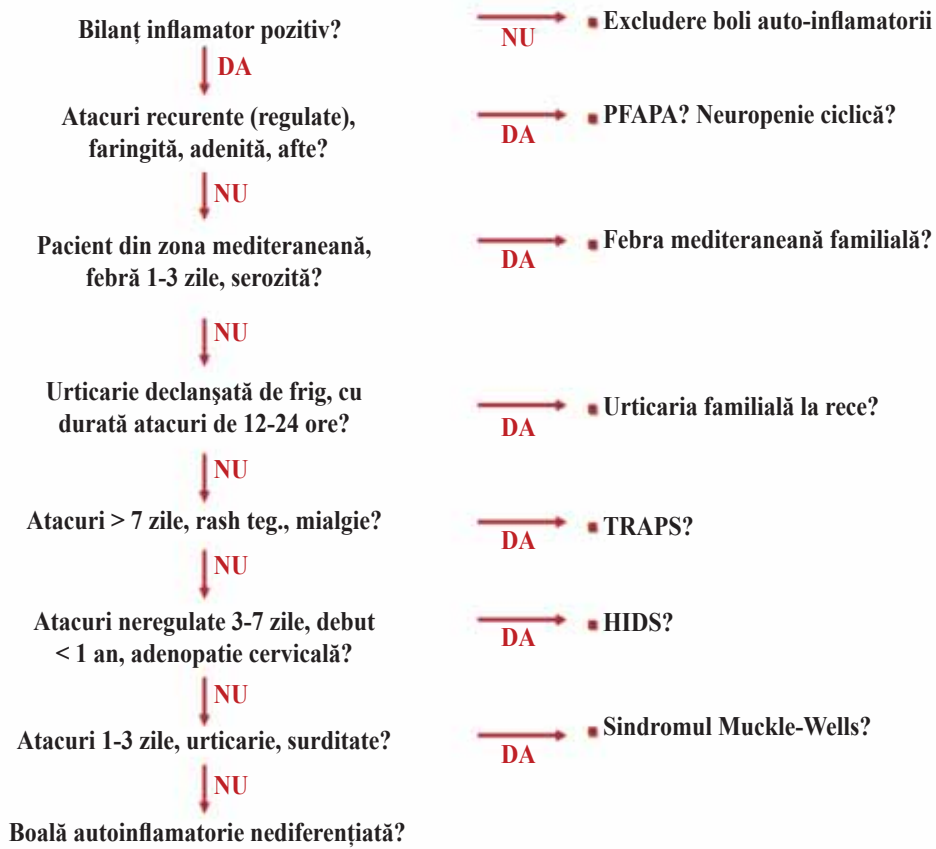 Bilanț inflamator pozitiv?
NU
Excludere boli auto-inflamatorii
DA
Atacuri recurente (regulate),
faringită, adenită, afte?
DA
PFAPA? Neuropenie ciclică?
NU
Pacient din zona mediteraneană,
febră 1-3 zile, serozită?
DA
Febra mediteraneană familială?
NU
Urticarie declanşată de frig, cu
durată atacuri de 12-24 ore?
DA
Urticaria familială la rece?
NU
Atacuri > 7 zile, rash teg., mialgie?
DA
TRAPS?
NU
Atacuri neregulate 3-7 zile, debut
< 1 an, adenopatie cervicală?
DA
HIDS?
NU
Atacuri 1-3 zile, urticarie, surditate?
DA
Sindromul Muckle-Wells?
NU
Boală autoinflamatorie nediferențiată?